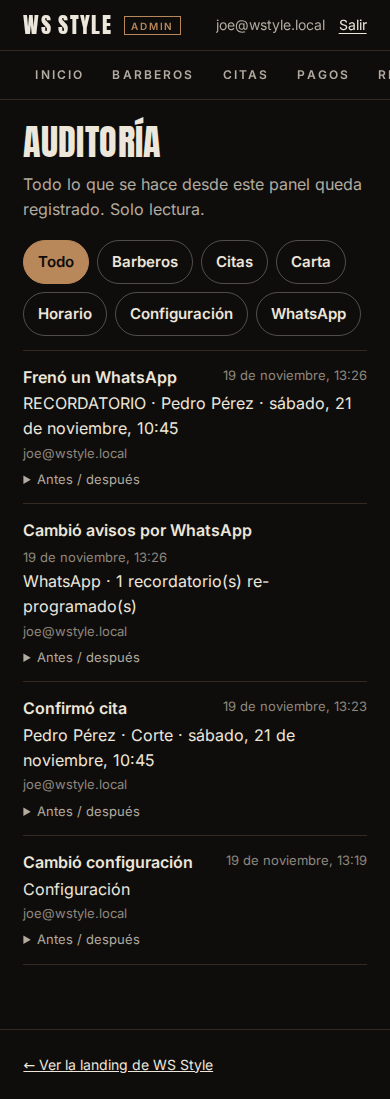 WS STYLE ADMIN joe@wstyle.local Salir
INICIO BARBEROS CITAS PAGOS
AUDITORÍA
Todo lo que se hace desde este panel queda
registrado. Solo lectura.
Todo Barberos Citas Carta
Horario Configuración WhatsApp
Frenó un WhatsApp 19 de noviembre, 13:26
RECORDATORIO · Pedro Pérez · sábado, 21
de noviembre, 10:45
joe@wstyle.local
▶ Antes / después
Cambió avisos por WhatsApp
19 de noviembre, 13:26
WhatsApp · 1 recordatorio(s) re-
programado(s)
joe@wstyle.local
▶ Antes / después
Confirmó cita 19 de noviembre, 13:23
Pedro Pérez · Corte · sábado, 21 de
noviembre, 10:45
joe@wstyle.local
▶ Antes / después
Cambió configuración 19 de noviembre, 13:19
Configuración
joe@wstyle.local
▶ Antes / después
← Ver la landing de WS Style